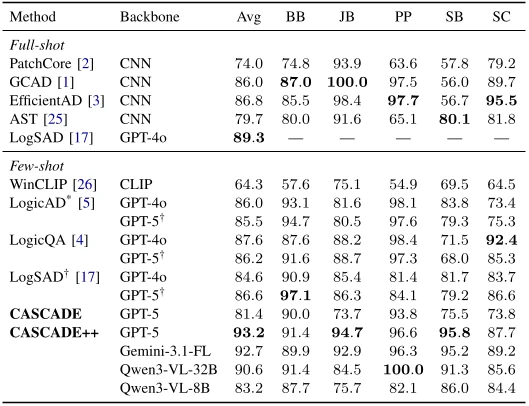 Method Backbone Avg BB JB PP SB SC
Full-shot
PatchCore [2] CNN 74.0 74.8 93.9 63.6 57.8 79.2
GCAD [1] CNN 86.0 87.0 100.0 97.5 56.0 89.7
EfficientAD [3] CNN 86.8 85.5 98.4 97.7 56.7 95.5
AST [25] CNN 79.7 80.0 91.6 65.1 80.1 81.8
LogSAD [17] GPT-4o 89.3 — — — — —
Few-shot
WinCLIP [26] CLIP 64.3 57.6 75.1 54.9 69.5 64.5
LogicAD* [5] GPT-4o 86.0 93.1 81.6 98.1 83.8 73.4
GPT-5† 85.5 94.7 80.5 97.6 79.3 75.3
LogicQA [4] GPT-4o 87.6 87.6 88.2 98.4 71.5 92.4
GPT-5† 86.2 91.6 88.7 97.3 68.0 85.3
LogSAD† [17] GPT-4o 84.6 90.9 85.4 81.4 81.7 83.7
GPT-5† 86.6 97.1 86.3 84.1 79.2 86.6
CASCADE GPT-5 81.4 90.0 73.7 93.8 75.5 73.8
CASCADE++ GPT-5 93.2 91.4 94.7 96.6 95.8 87.7
Gemini-3.1-FL 92.7 89.9 92.9 96.3 95.2 89.2
Qwen3-VL-32B 90.6 91.4 84.5 100.0 91.3 85.6
Qwen3-VL-8B 83.2 87.7 75.7 82.1 86.0 84.4